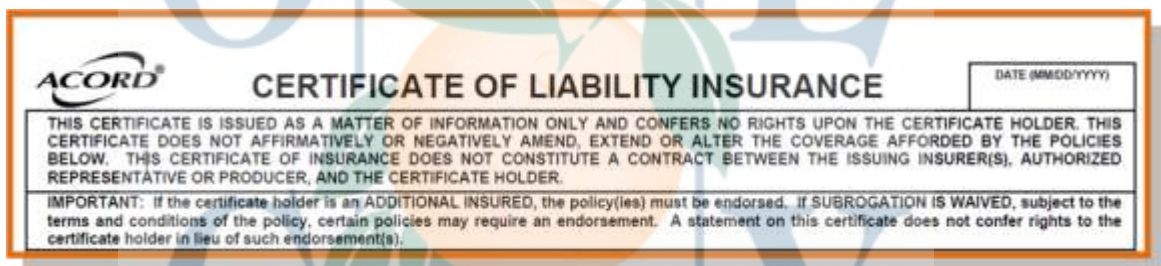 ACORD®
CERTIFICATE OF LIABILITY INSURANCE
DATE (MM/DD/YYYY)
THIS CERTIFICATE IS ISSUED AS A MATTER OF INFORMATION ONLY AND CONFERS NO RIGHTS UPON THE CERTIFICATE HOLDER. THIS
CERTIFICATE DOES NOT AFFIRMATIVELY OR NEGATIVELY AMEND, EXTEND OR ALTER THE COVERAGE AFFORDED BY THE POLICIES
BELOW. THIS CERTIFICATE OF INSURANCE DOES NOT CONSTITUTE A CONTRACT BETWEEN THE ISSUING INSURER(S), AUTHORIZED
REPRESENTATIVE OR PRODUCER, AND THE CERTIFICATE HOLDER.
IMPORTANT: If the certificate holder is an ADDITIONAL INSURED, the policy(ies) must be endorsed. If SUBROGATION IS WAIVED, subject to the
terms and conditions of the policy, certain policies may require an endorsement. A statement on this certificate does not confer rights to the
certificate holder in lieu of such endorsement(s).